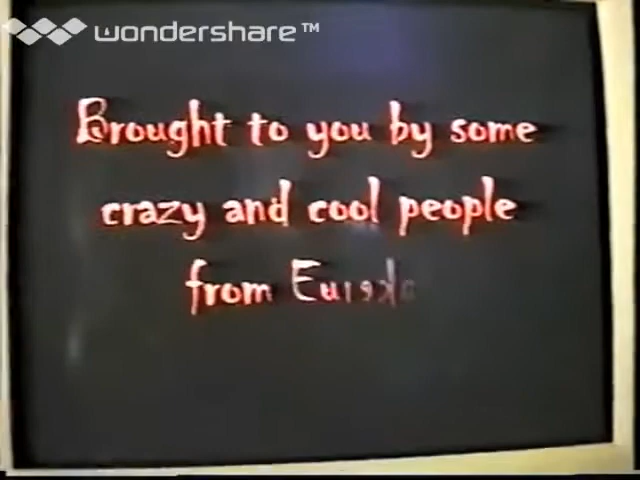 wondershare™
Brought to you by some
crazy and cool people
from